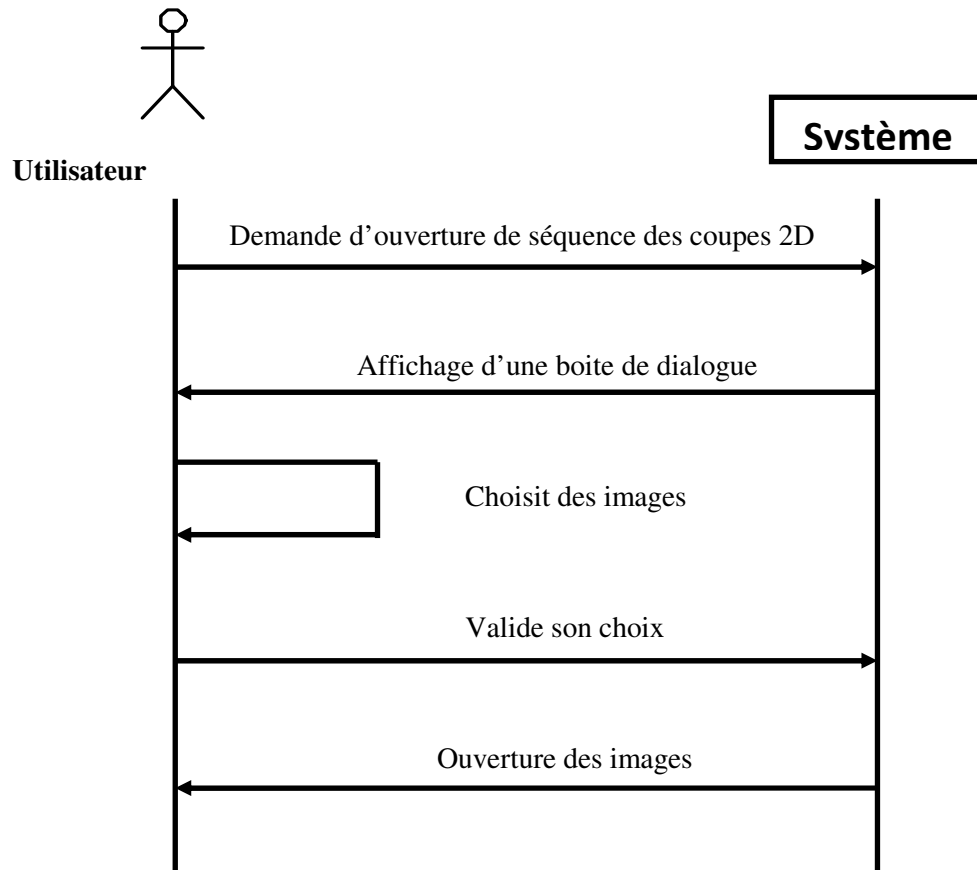 Système
Utilisateur
Demande d’ouverture de séquence des coupes 2D
Affichage d’une boite de dialogue
Choisit des images
Valide son choix
Ouverture des images